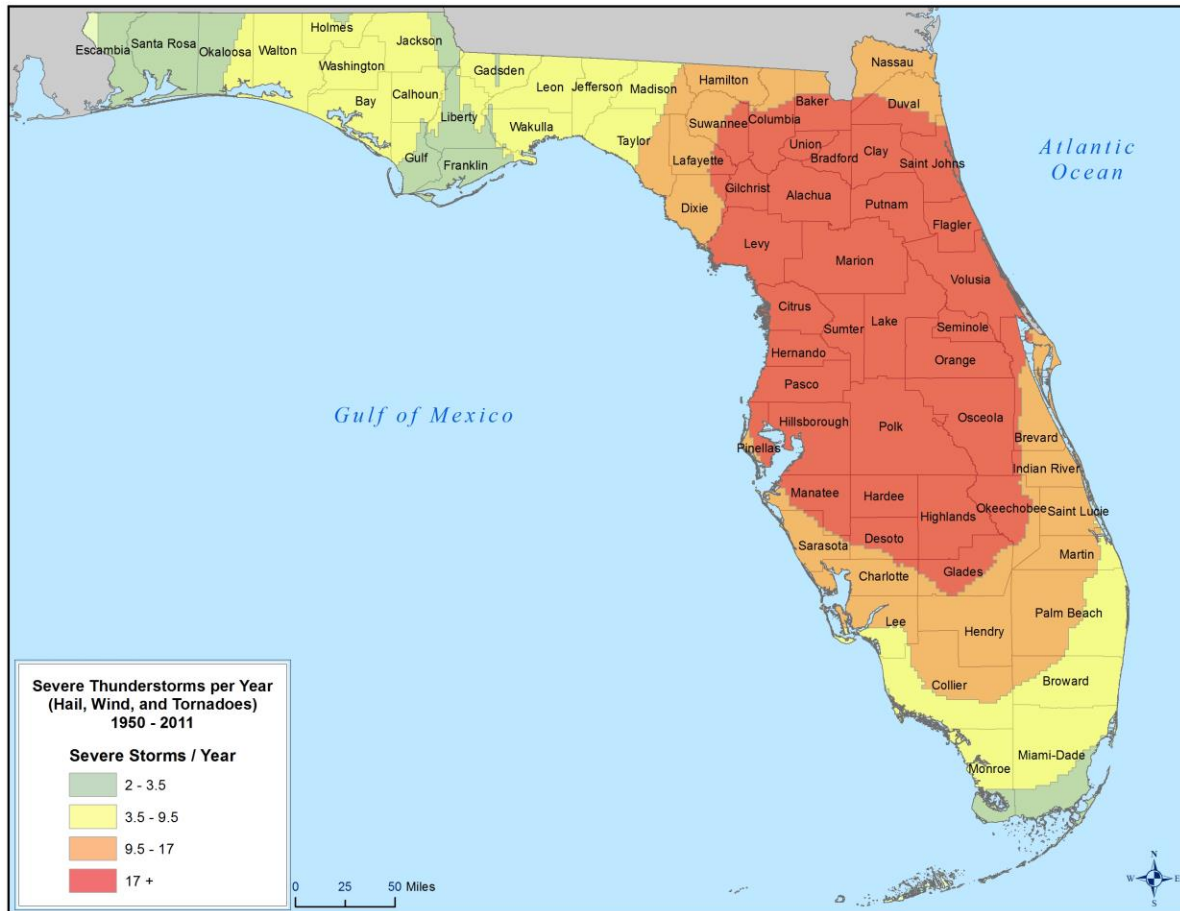 Escambia
Santa Rosa
Okaloosa
Walton
Holmes
Washington
Jackson
Bay
Calhoun
Gulf
Liberty
Franklin
Gadsden
Leon
Wakulla
Jefferson
Madison
Taylor
Hamilton
Suwannee
Lafayette
Dixie
Columbia
Baker
Nassau
Duval
Union
Bradford
Clay
Saint Johns
Gilchrist
Alachua
Putnam
Flagler
Levy
Marion
Volusia
Citrus
Sumter
Lake
Seminole
Hernando
Orange
Pasco
Hillsborough
Polk
Osceola
Pinellas
Brevard
Indian River
Manatee
Hardee
Highlands
Okeechobee
Saint Lucie
Sarasota
Desoto
Martin
Charlotte
Glades
Lee
Hendry
Palm Beach
Collier
Broward
Monroe
Miami-Dade
Atlantic
Ocean
Gulf of Mexico
Severe Thunderstorms per Year
(Hail, Wind, and Tornadoes)
1950 - 2011
Severe Storms / Year
2 - 3.5
3.5 - 9.5
9.5 - 17
17 +
0 25 50 Miles
N
W E
S